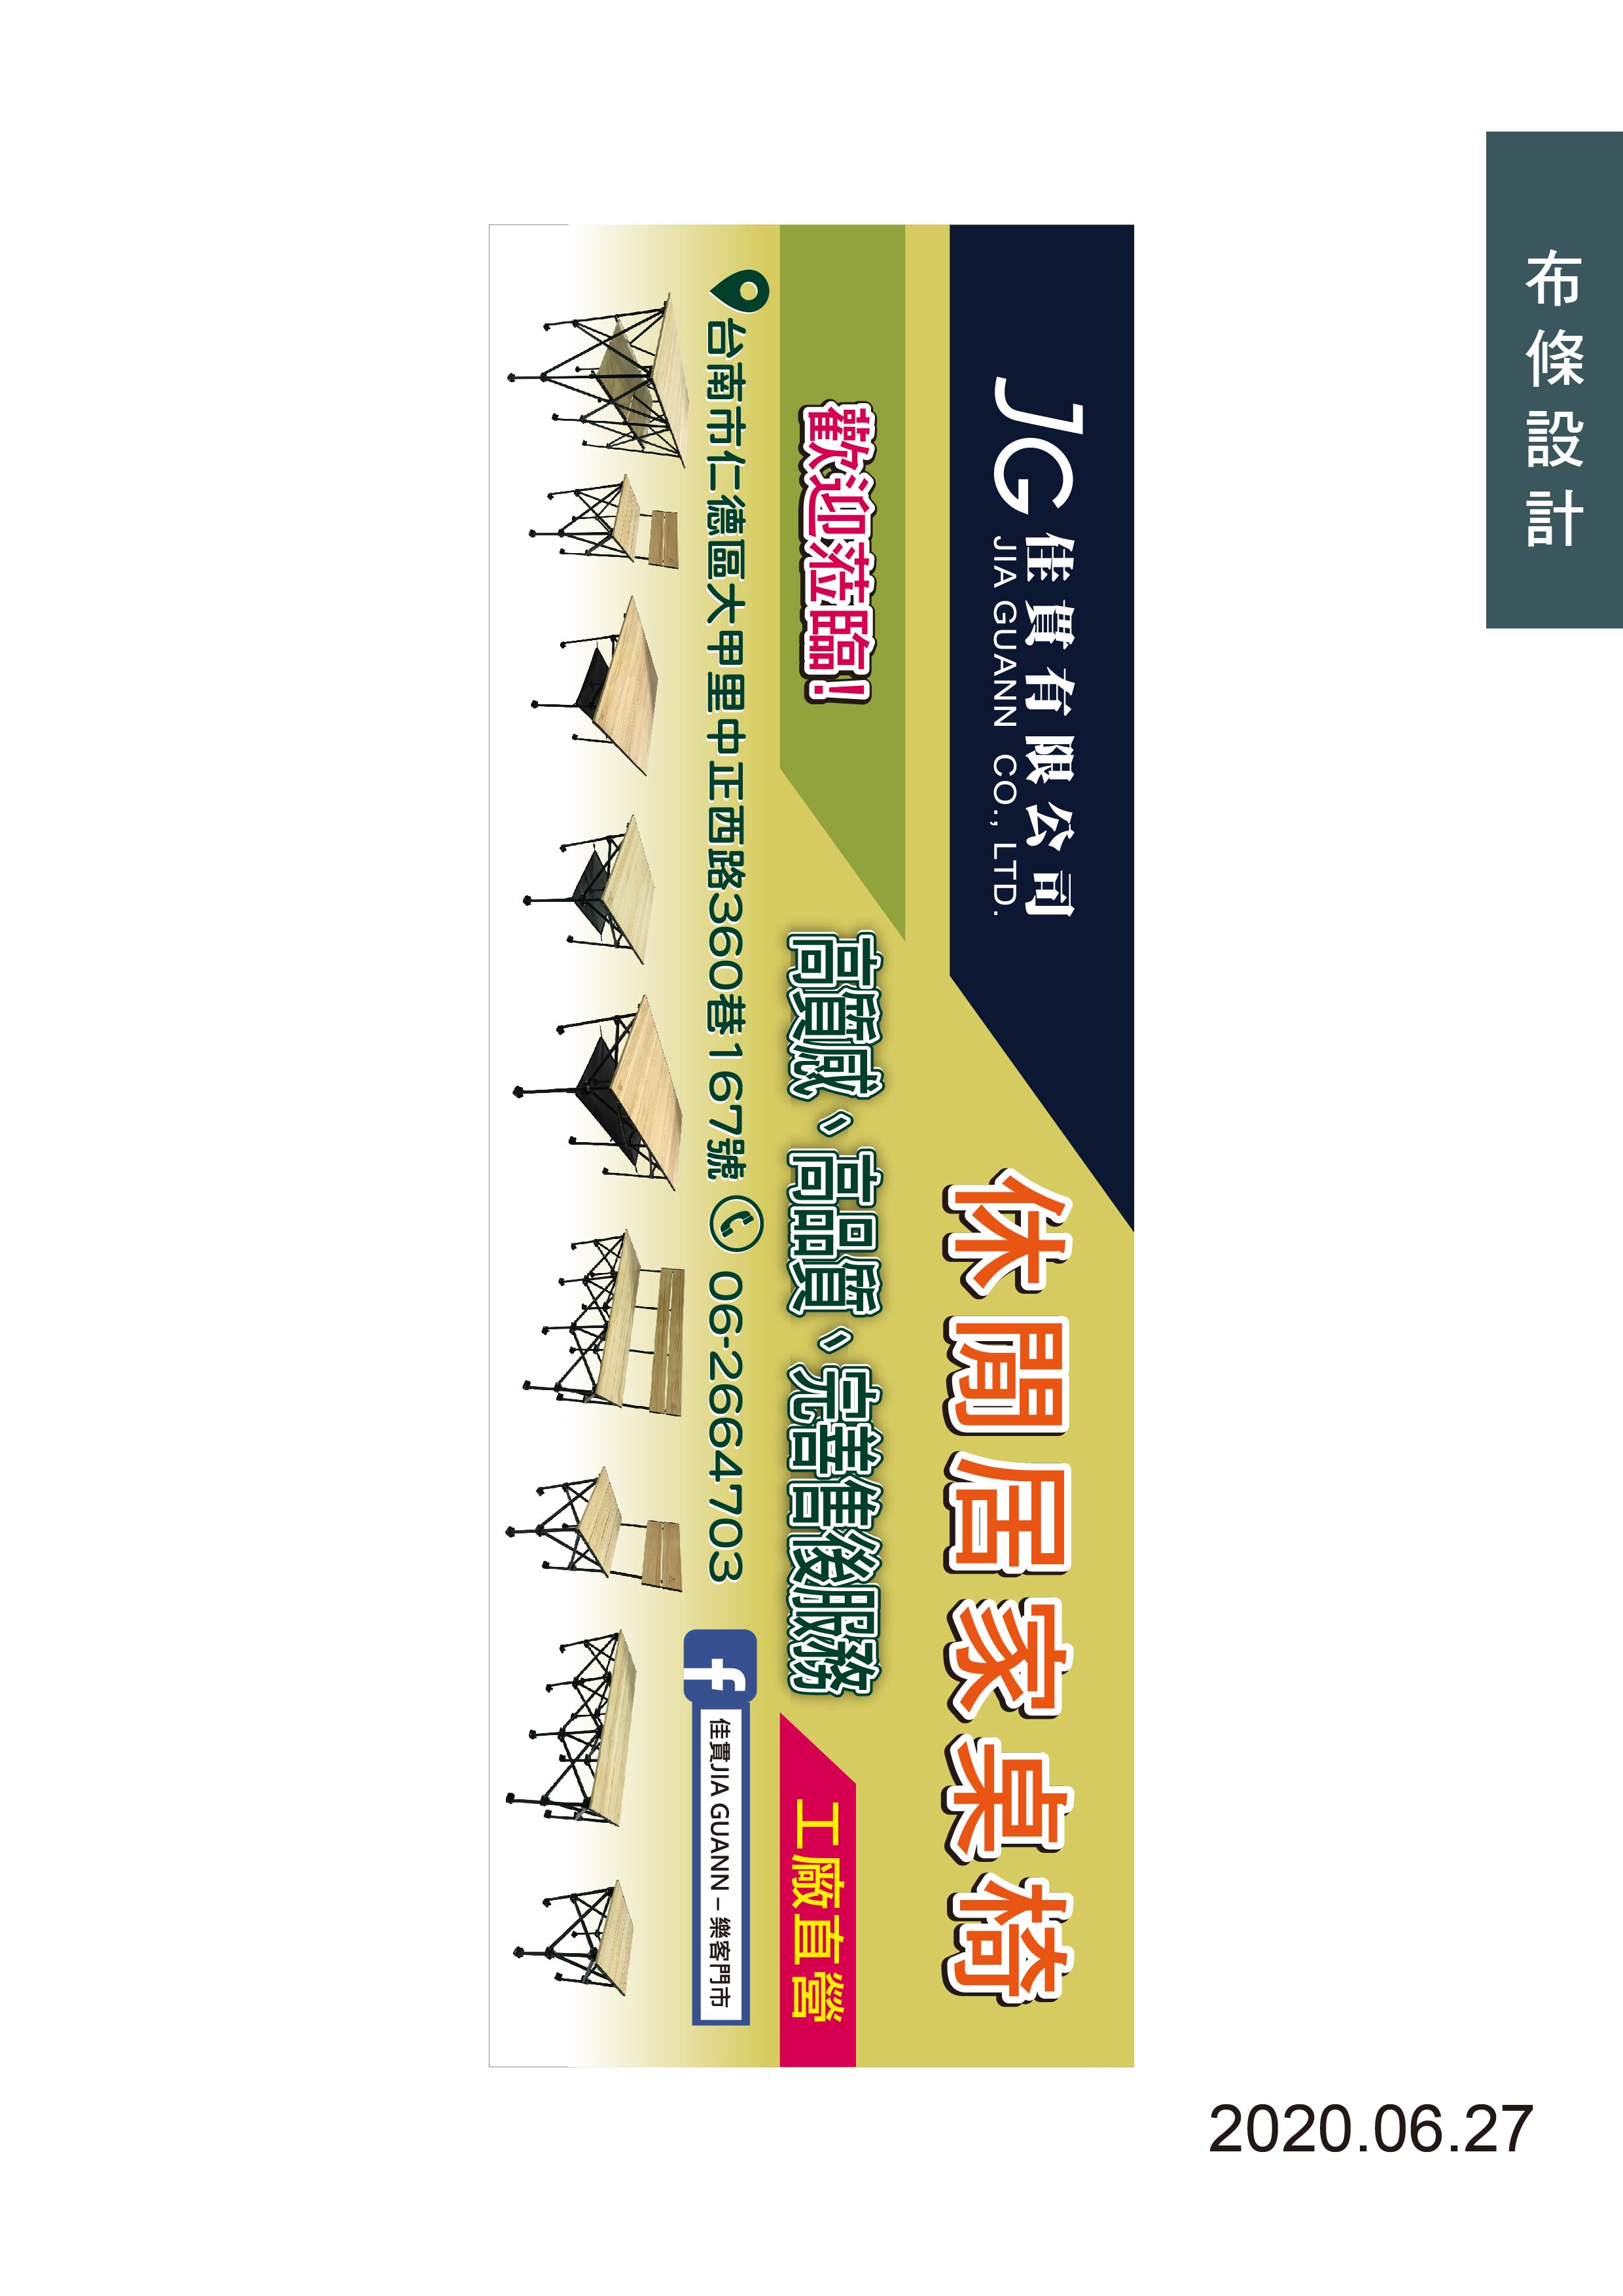 布條設計
JG 佳貫有限公司
JIA GUANN CO., LTD.
休閒居家桌椅
歡迎蒞臨!
高質感、高品質、完善售後服務
工廠直營
台南市仁德區大甲里中正西路360巷167號 06-2664703
f 佳貫JIA GUANN – 樂客門市
2020.06.27